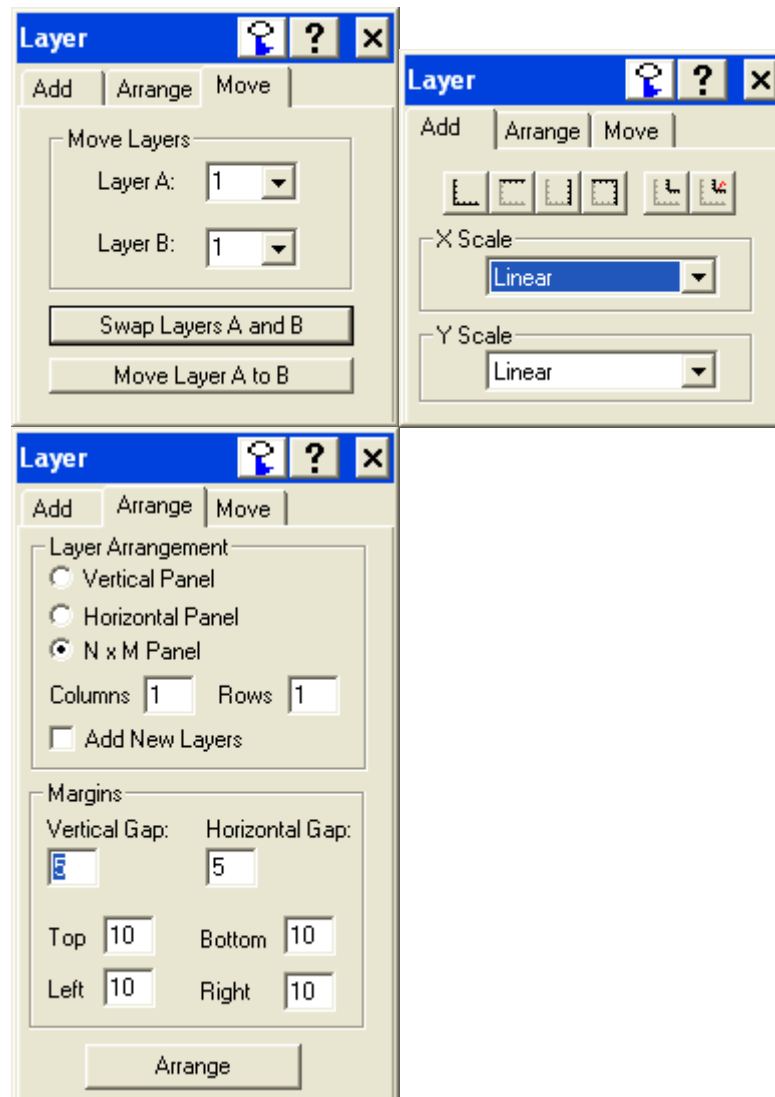 Layer ?
Add Arrange Move
Move Layers
Layer A: 1
Layer B: 1
Swap Layers A and B
Move Layer A to B
Layer ?
Add Arrange Move
X Scale
Linear
Y Scale
Linear
Layer ?
Add Arrange Move
Layer Arrangement
Vertical Panel
Horizontal Panel
N x M Panel
Columns 1 Rows 1
Add New Layers
Margins
Vertical Gap: Horizontal Gap:
5 5
Top 10 Bottom 10
Left 10 Right 10
Arrange